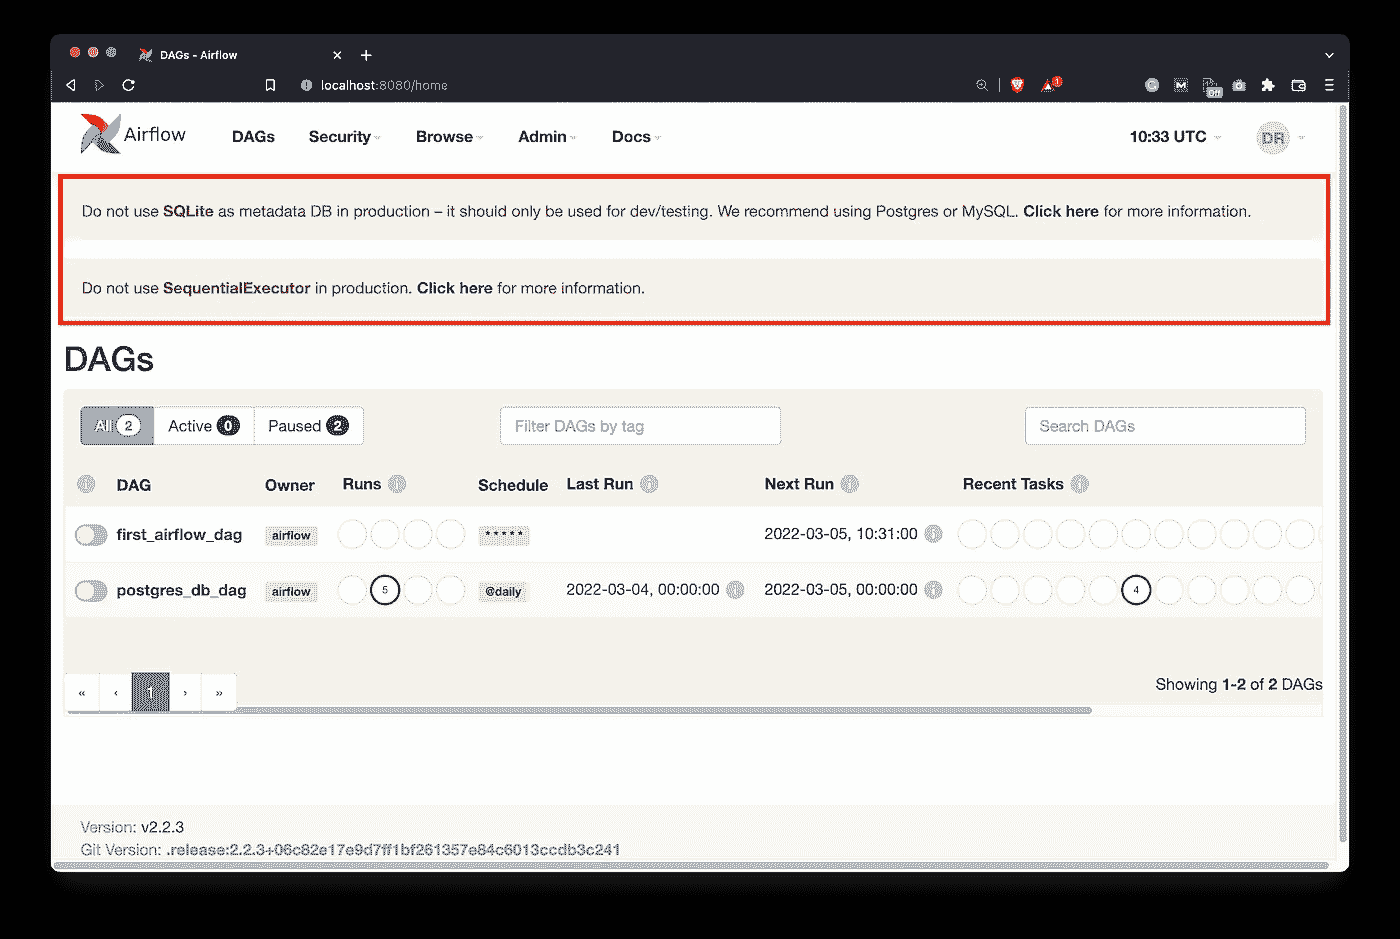 DAGs - Airflow
localhost:8080/home
1
Off
Airflow DAGs Security Browse Admin Docs 10:33 UTC DR
Do not use SQLite as metadata DB in production – it should only be used for dev/testing. We recommend using Postgres or MySQL. Click here for more information.
Do not use SequentialExecutor in production. Click here for more information.
DAGs
All 2 Active 0 Paused 2 Filter DAGs by tag Search DAGs
DAG Owner Runs Schedule Last Run Next Run Recent Tasks
first_airflow_dag airflow * * * * * 2022-03-05, 10:31:00
postgres_db_dag airflow 5 @daily 2022-03-04, 00:00:00 2022-03-05, 00:00:00 4
« ‹ 1 › »
Showing 1-2 of 2 DAGs
Version: v2.2.3
Git Version: .release:2.2.3+06c82e17e9d7ff1bf261357e84c6013ccdb3c241